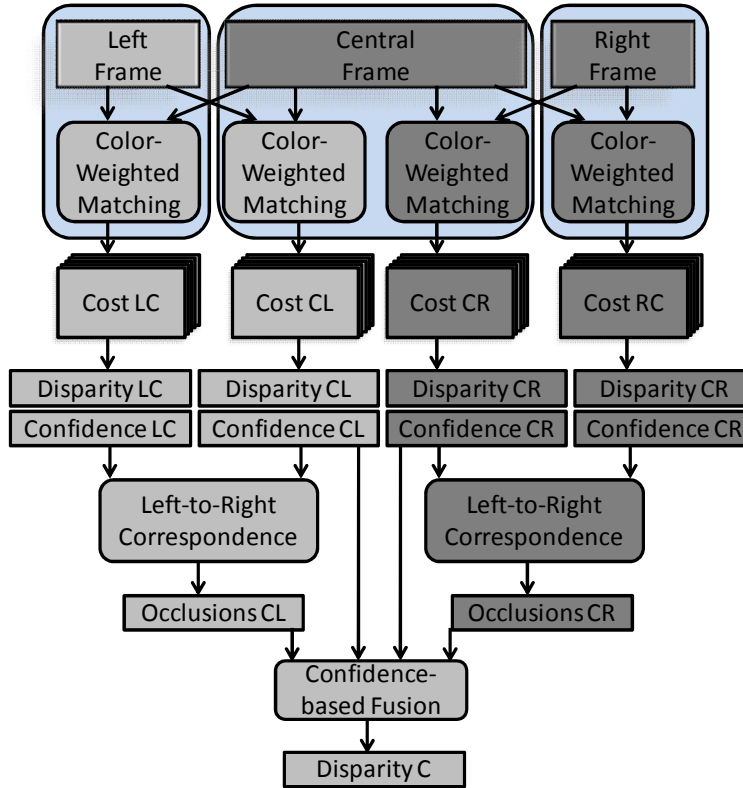 Left
Frame
Central
Frame
Right
Frame
Color-
Weighted
Matching
Color-
Weighted
Matching
Color-
Weighted
Matching
Color-
Weighted
Matching
Cost LC
Cost CL
Cost CR
Cost RC
Disparity LC
Disparity CL
Disparity CR
Disparity CR
Confidence LC
Confidence CL
Confidence CR
Confidence CR
Left-to-Right
Correspondence
Left-to-Right
Correspondence
Occlusions CL
Occlusions CR
Confidence-
based Fusion
Disparity C